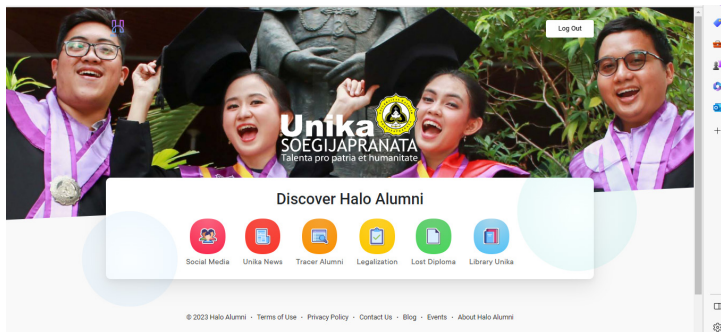 Log Out
Unika
SOEGIJAPRANATA
Talenta pro patria et humanitate
Discover Halo Alumni
Social Media
Unika News
Tracer Alumni
Legalization
Lost Diploma
Library Unika
© 2023 Halo Alumni · Terms of Use · Privacy Policy · Contact Us · Blog · Events · About Halo Alumni